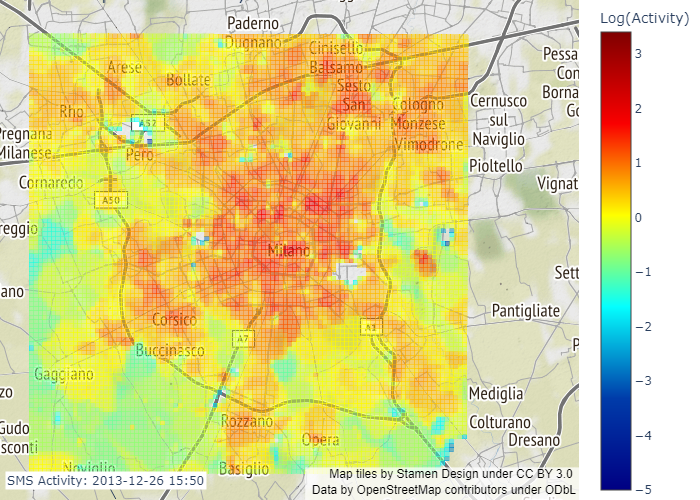 Paderno
Dugnano
Cinisello
Balsamo
Sesto
San
Giovanni
Arese
Bollate
Rho
A52
Pero
Pregnana
Milanese
Cornaredo
A50
reggio
ano
Cologno
Monzese
Vimodrone
Cernusco
sul
Naviglio
Pioltello
Pessa
Con
Borna
Go
Vignat
Milano
Sett
Pantigliate
P
Corsico
A7
A1
Buccinasco
Gaggiano
zo
Gudo
sconti
Rozzano
Opera
Mediglia
Colturano
Dresano
Noviglio
Basiglio
SMS Activity: 2013-12-26 15:50
Map tiles by Stamen Design under CC BY 3.0
Data by OpenStreetMap contributors under ODbL
Log(Activity)
3
2
1
0
−1
−2
−3
−4
−5